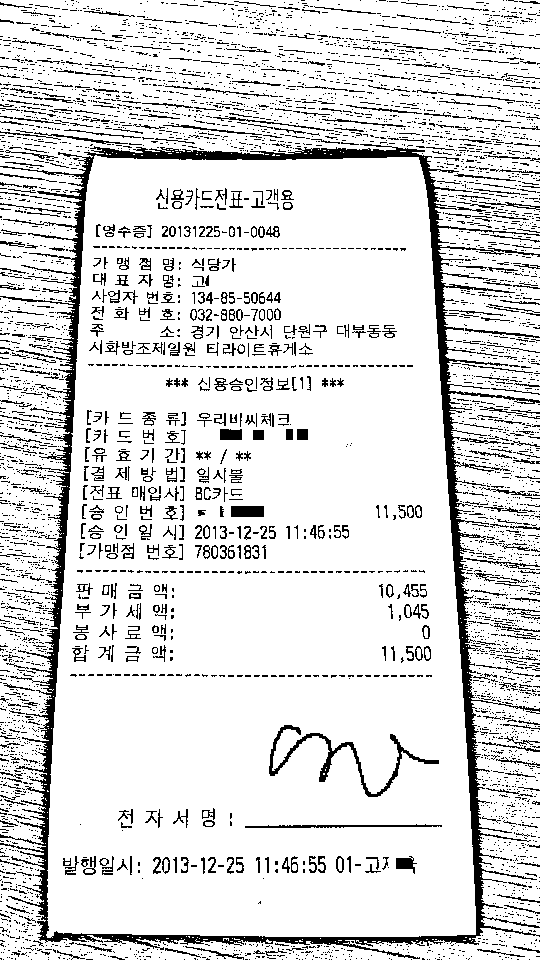 신용카드전표-고객용
[영수증] 20131225-01-0048
가 맹 점 명: 식당가
대 표 자 명:
사업자 번호: 134-85-50644
전 화 번 호: 032-880-7000
주 소: 경기 안산시 단원구 대부동동
시화방조제일원 티라이트휴게소
*** 신용승인정보[1] ***
[카 드 종 류] 우리비씨체크
[카 드 번 호]
[유 효 기 간] ** / **
[결 제 방 법] 일시불
[전표 매입사] BC카드
[승 인 번 호] 11,500
[승 인 일 시] 2013-12-25 11:46:55
[가맹점 번호] 780361831
판 매 금 액: 10,455
부 가 세 액: 1,045
봉 사 료 액: 0
합 계 금 액: 11,500
전 자 서 명 :
발행일시: 2013-12-25 11:46:55 01-